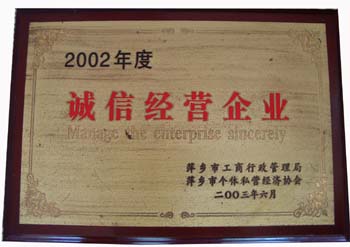 2002年度
诚信经营企业
Manage the enterprise sincerely
萍乡市工商行政管理局
萍乡市个体私营经济协会
二00三年六月